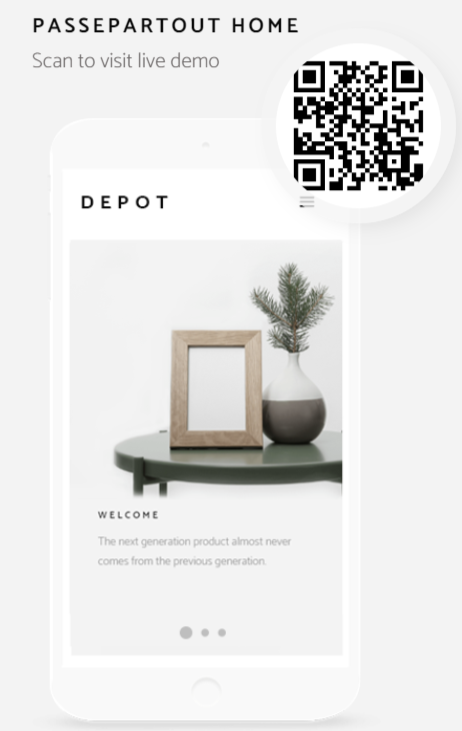 PASSEPARTOUT HOME
Scan to visit live demo
DEPOT
WELCOME
The next generation product almost never
comes from the previous generation.